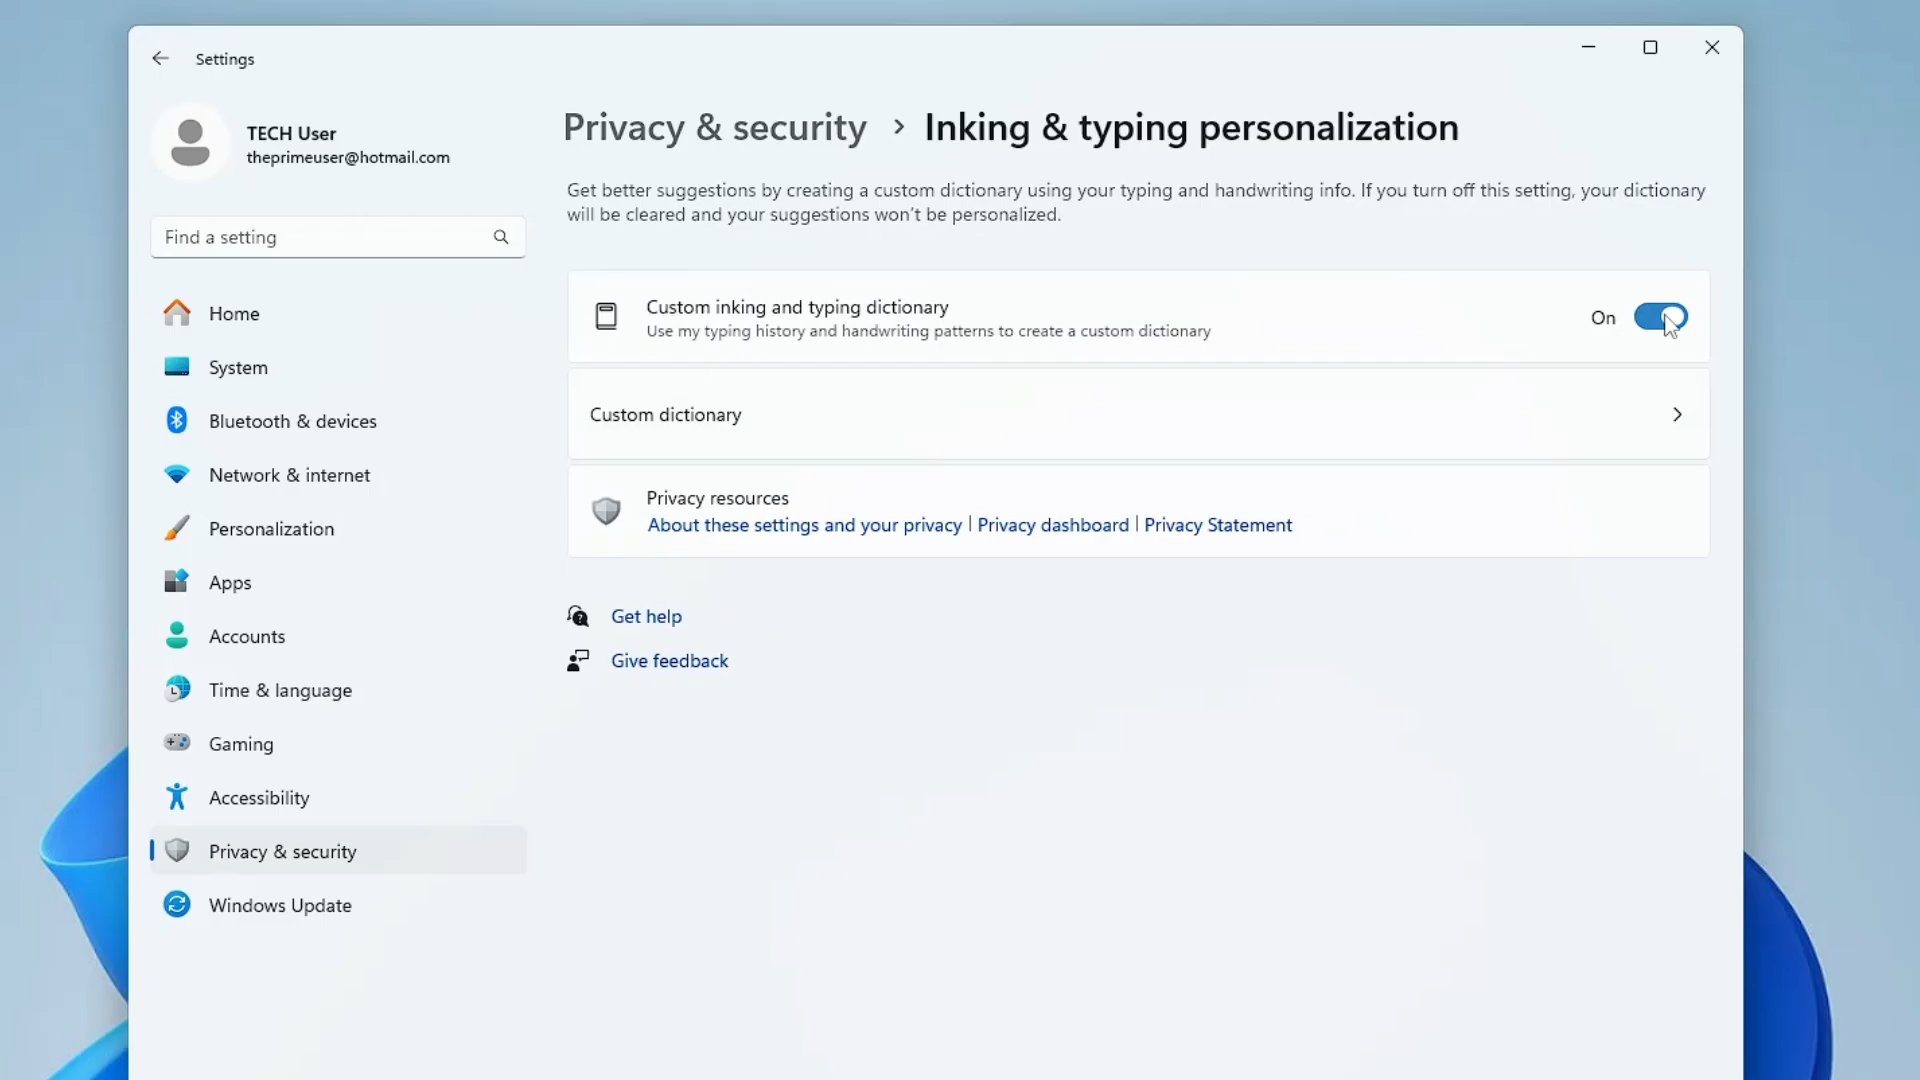 Settings
TECH User
theprimeuser@hotmail.com
Find a setting
Home
System
Bluetooth & devices
Network & internet
Personalization
Apps
Accounts
Time & language
Gaming
Accessibility
Privacy & security
Windows Update
Privacy & security > Inking & typing personalization
Get better suggestions by creating a custom dictionary using your typing and handwriting info. If you turn off this setting, your dictionary
will be cleared and your suggestions won't be personalized.
Custom inking and typing dictionary
Use my typing history and handwriting patterns to create a custom dictionary
On
Custom dictionary
Privacy resources
About these settings and your privacy | Privacy dashboard | Privacy Statement
Get help
Give feedback